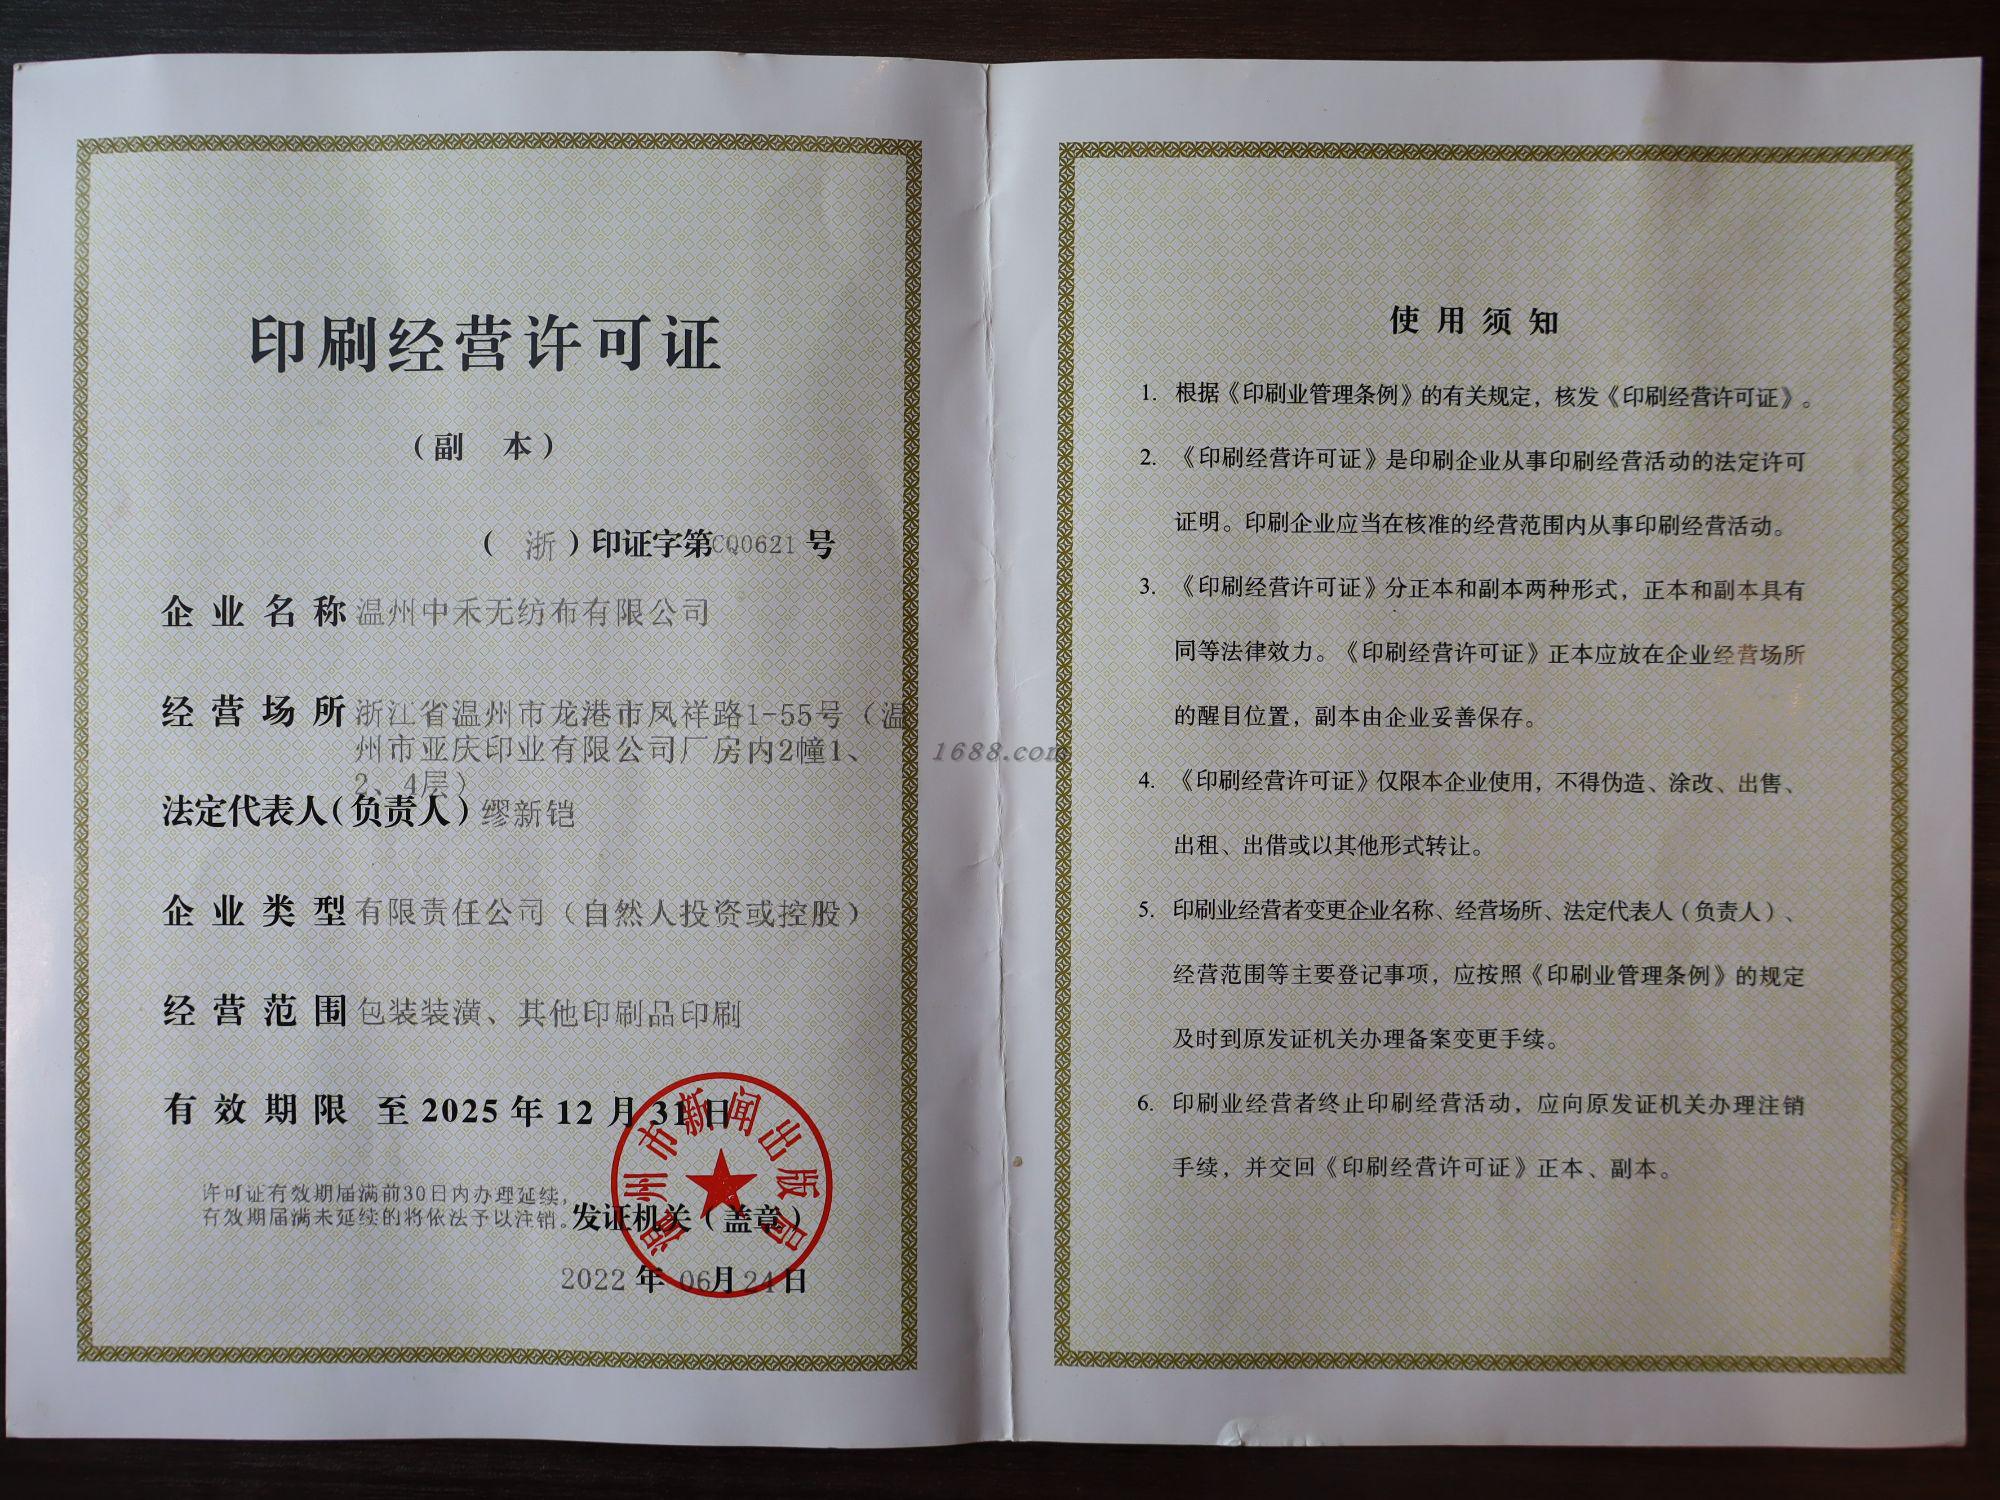 印刷经营许可证
（副 本）
（ 浙 ）印证字第CQ0621 号
企业名称 温州中禾无纺布有限公司
经营场所 浙江省温州市龙港市凤祥路1-55号（温
州市亚庆印业有限公司厂房内2幢1、
2、4层）
法定代表人（负责人）缪新铠
企业类型 有限责任公司（自然人投资或控股）
经营范围 包装装潢、其他印刷品印刷
有效期限 至 2025 年 12 月 31 日
许可证有效期届满前30日内办理延续，
有效期届满未延续的将依法予以注销。
发证机关（盖章）
温州市新闻出版局
2022 年 06月 24 日
1688.com
使用须知
1. 根据《印刷业管理条例》的有关规定，核发《印刷经营许可证》。
2. 《印刷经营许可证》是印刷企业从事印刷经营活动的法定许可
证明。印刷企业应当在核准的经营范围内从事印刷经营活动。
3. 《印刷经营许可证》分正本和副本两种形式，正本和副本具有
同等法律效力。《印刷经营许可证》正本应放在企业经营场所
的醒目位置，副本由企业妥善保存。
4. 《印刷经营许可证》仅限本企业使用，不得伪造、涂改、出售、
出租、出借或以其他形式转让。
5. 印刷业经营者变更企业名称、经营场所、法定代表人（负责人）、
经营范围等主要登记事项，应按照《印刷业管理条例》的规定
及时到原发证机关办理备案变更手续。
6. 印刷业经营者终止印刷经营活动，应向原发证机关办理注销
手续，并交回《印刷经营许可证》正本、副本。